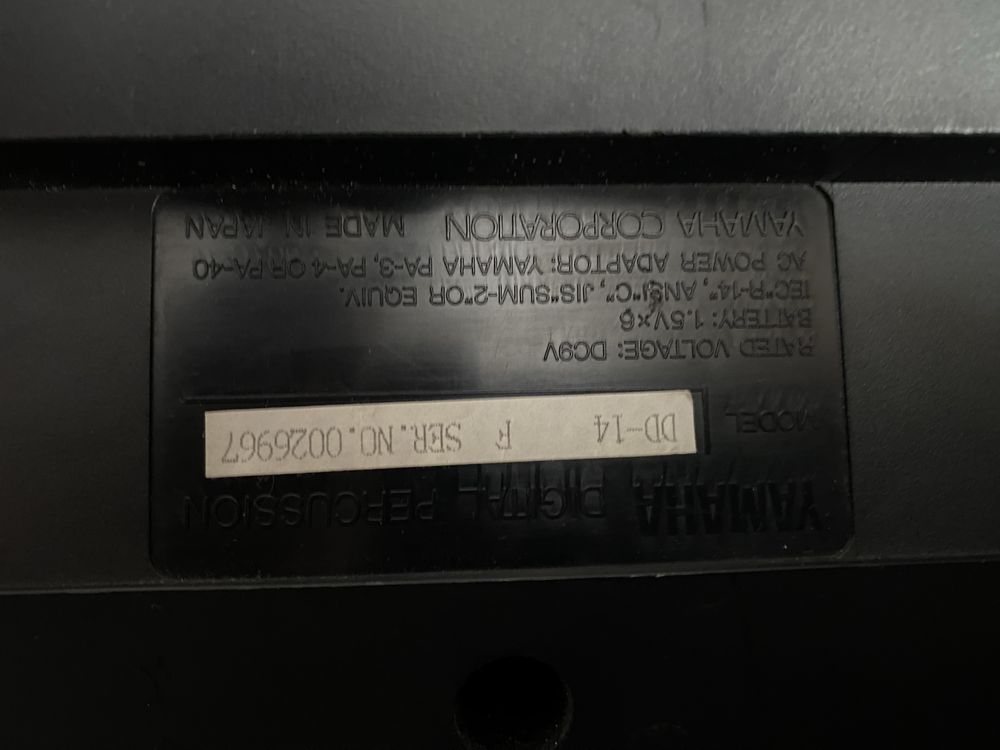 YAMAHA DIGITAL PERCUSSION
MODEL DD-14 F SER.NO.0026967
RATED VOLTAGE: DC9V
BATTERY: 1.5V×6
IEC"R-14", ANSI"C", JIS"SUM-2"OR EQUIV.
AC POWER ADAPTOR: YAMAHA PA-3, PA-4 OR PA-40
YAMAHA CORPORATION MADE IN JAPAN